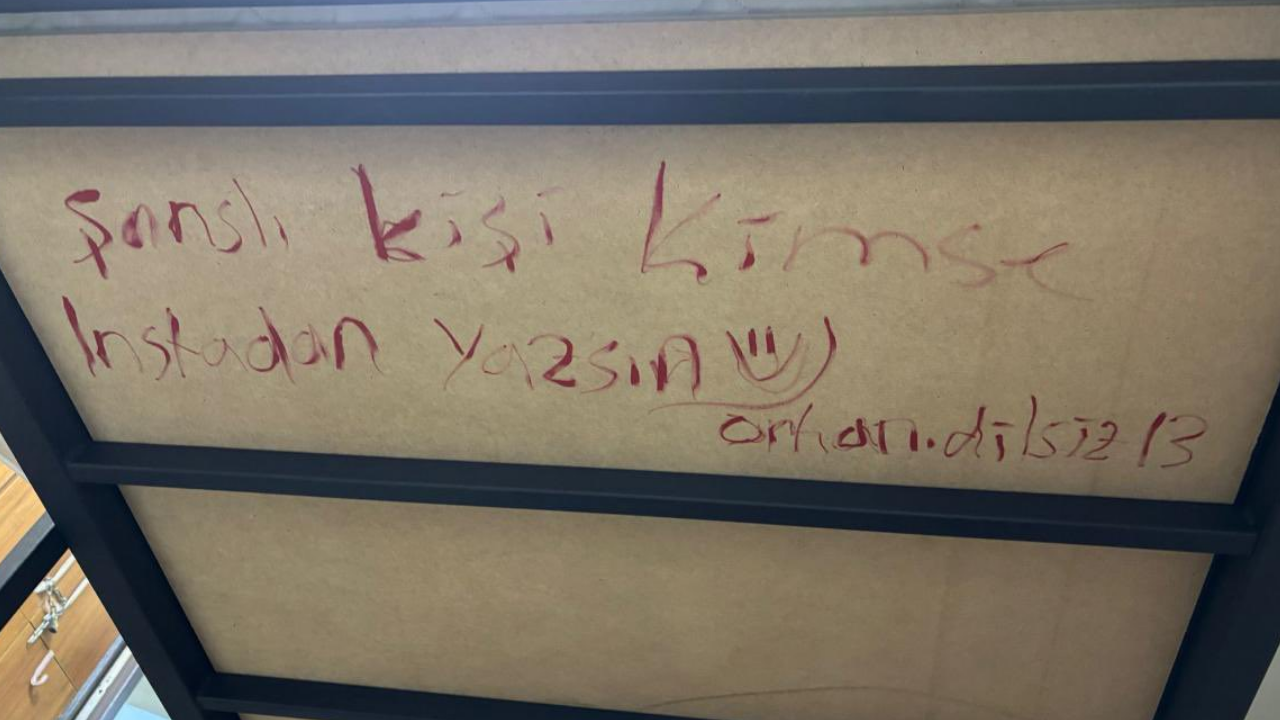 Şanslı kişi Kimse
Instadan Yazsın
orhan.dilsiz13